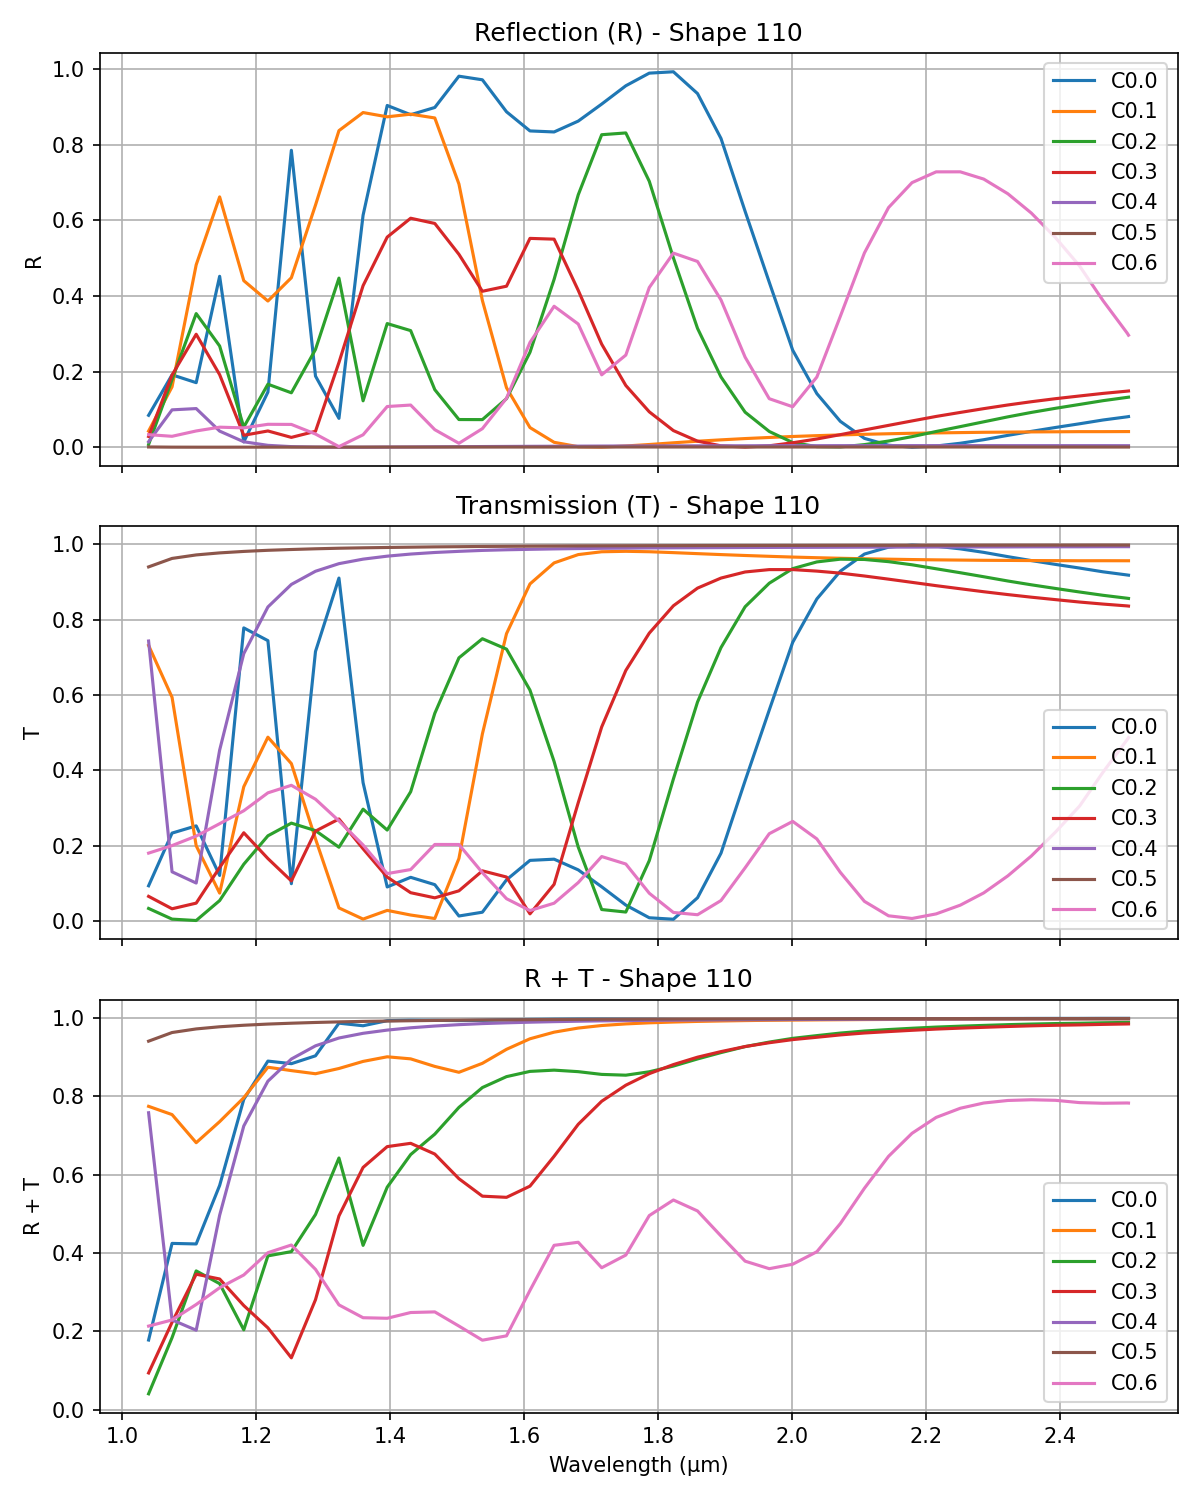 Reflection (R) - Shape 110
1.0
0.8
0.6
0.4
0.2
0.0
R
C0.0
C0.1
C0.2
C0.3
C0.4
C0.5
C0.6
Transmission (T) - Shape 110
1.0
0.8
0.6
0.4
0.2
0.0
T
C0.0
C0.1
C0.2
C0.3
C0.4
C0.5
C0.6
R + T - Shape 110
1.0
0.8
0.6
0.4
0.2
0.0
R + T
C0.0
C0.1
C0.2
C0.3
C0.4
C0.5
C0.6
1.0 1.2 1.4 1.6 1.8 2.0 2.2 2.4
Wavelength (μm)